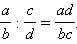 a/b : c/d = ad/bc.